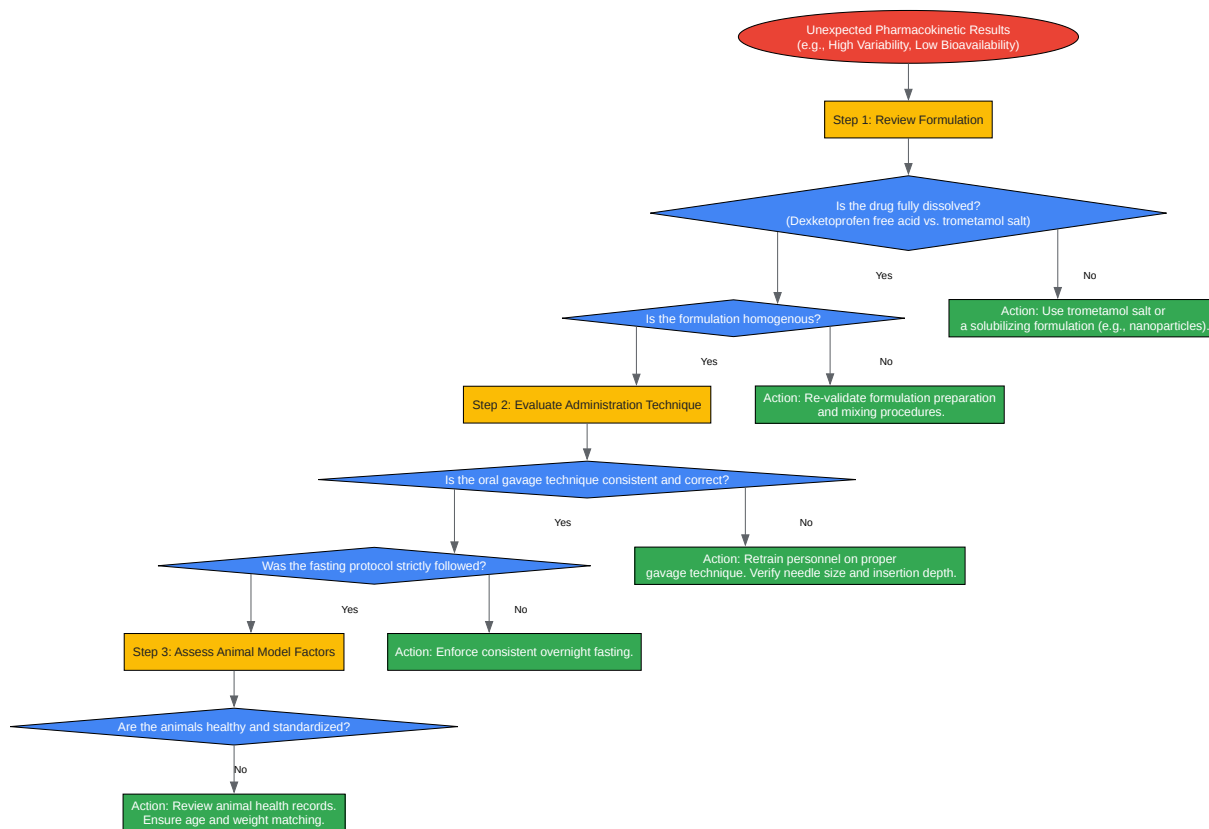 Unexpected Pharmacokinetic Results
(e.g., High Variability, Low Bioavailability)
Step 1: Review Formulation
Is the drug fully dissolved?
(Dexketoprofen free acid vs. trometamol salt)
Yes
No
Is the formulation homogenous?
Action: Use trometamol salt or
a solubilizing formulation (e.g., nanoparticles).
Yes
No
Step 2: Evaluate Administration Technique
Action: Re-validate formulation preparation
and mixing procedures.
Is the oral gavage technique consistent and correct?
Yes
No
Was the fasting protocol strictly followed?
Action: Retrain personnel on proper
gavage technique. Verify needle size and insertion depth.
Yes
No
Step 3: Assess Animal Model Factors
Action: Enforce consistent overnight fasting.
Are the animals healthy and standardized?
No
Action: Review animal health records.
Ensure age and weight matching.